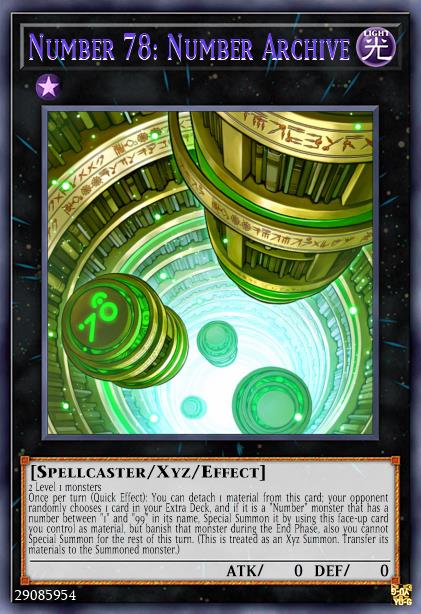 NUMBER 78: NUMBER ARCHIVE
LIGHT
光
78
[SPELLCASTER/XYZ/EFFECT]
2 Level 1 monsters
Once per turn (Quick Effect): You can detach 1 material from this card; your opponent
randomly chooses 1 card in your Extra Deck, and if it is a "Number" monster that has a
number between "1" and "99" in its name, Special Summon it by using this face-up card
you control as material, but banish that monster during the End Phase, also you cannot
Special Summon for the rest of this turn. (This is treated as an Xyz Summon. Transfer its
materials to the Summoned monster.)
ATK/ 0 DEF/ 0
29085954